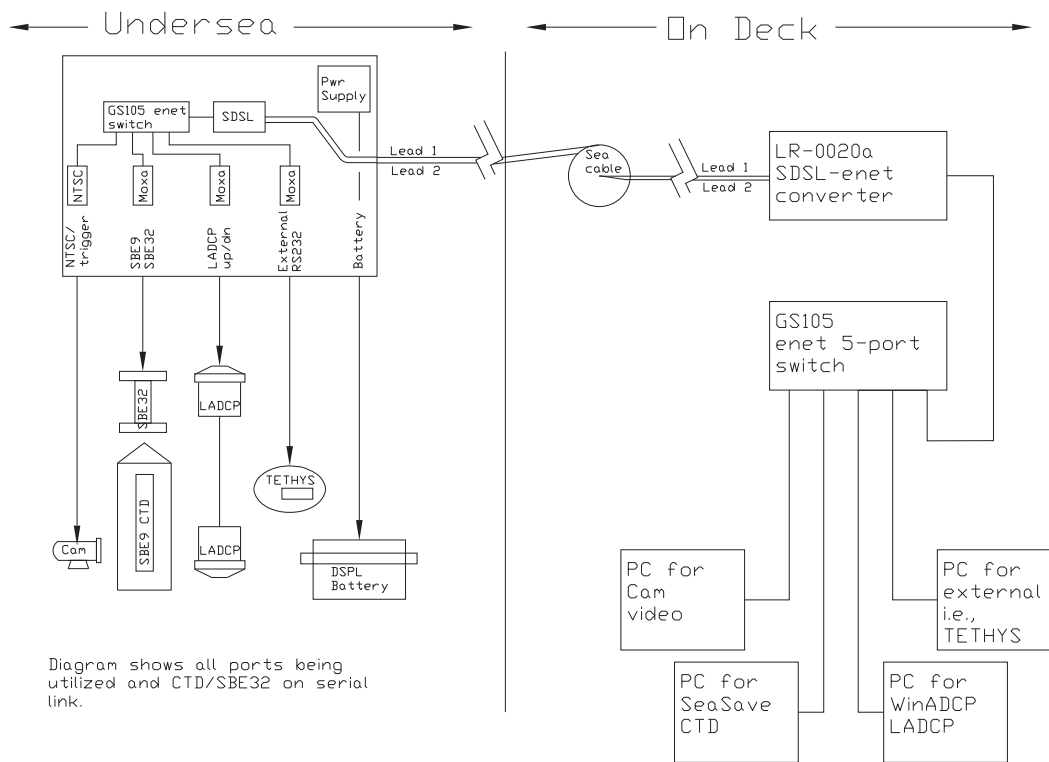 Undersea
On Deck
Pwr
Supply
GS105 enet
switch
SDSL
Lead 1
Lead 2
Sea
cable
Lead 1
Lead 2
LR-0020a
SDSL-enet
converter
NTSC
Moxa
Moxa
Moxa
NTSC/
trigger
SBE9
SBE32
LADCP
up/dn
External
RS232
Battery
GS105
enet 5-port
switch
SBE32
LADCP
TETHYS
SBE9 CTD
Cam
LADCP
DSPL
Battery
PC for
Cam
video
PC for
external
i.e.,
TETHYS
Diagram shows all ports being
utilized and CTD/SBE32 on serial
link.
PC for
SeaSave
CTD
PC for
WinADCP
LADCP